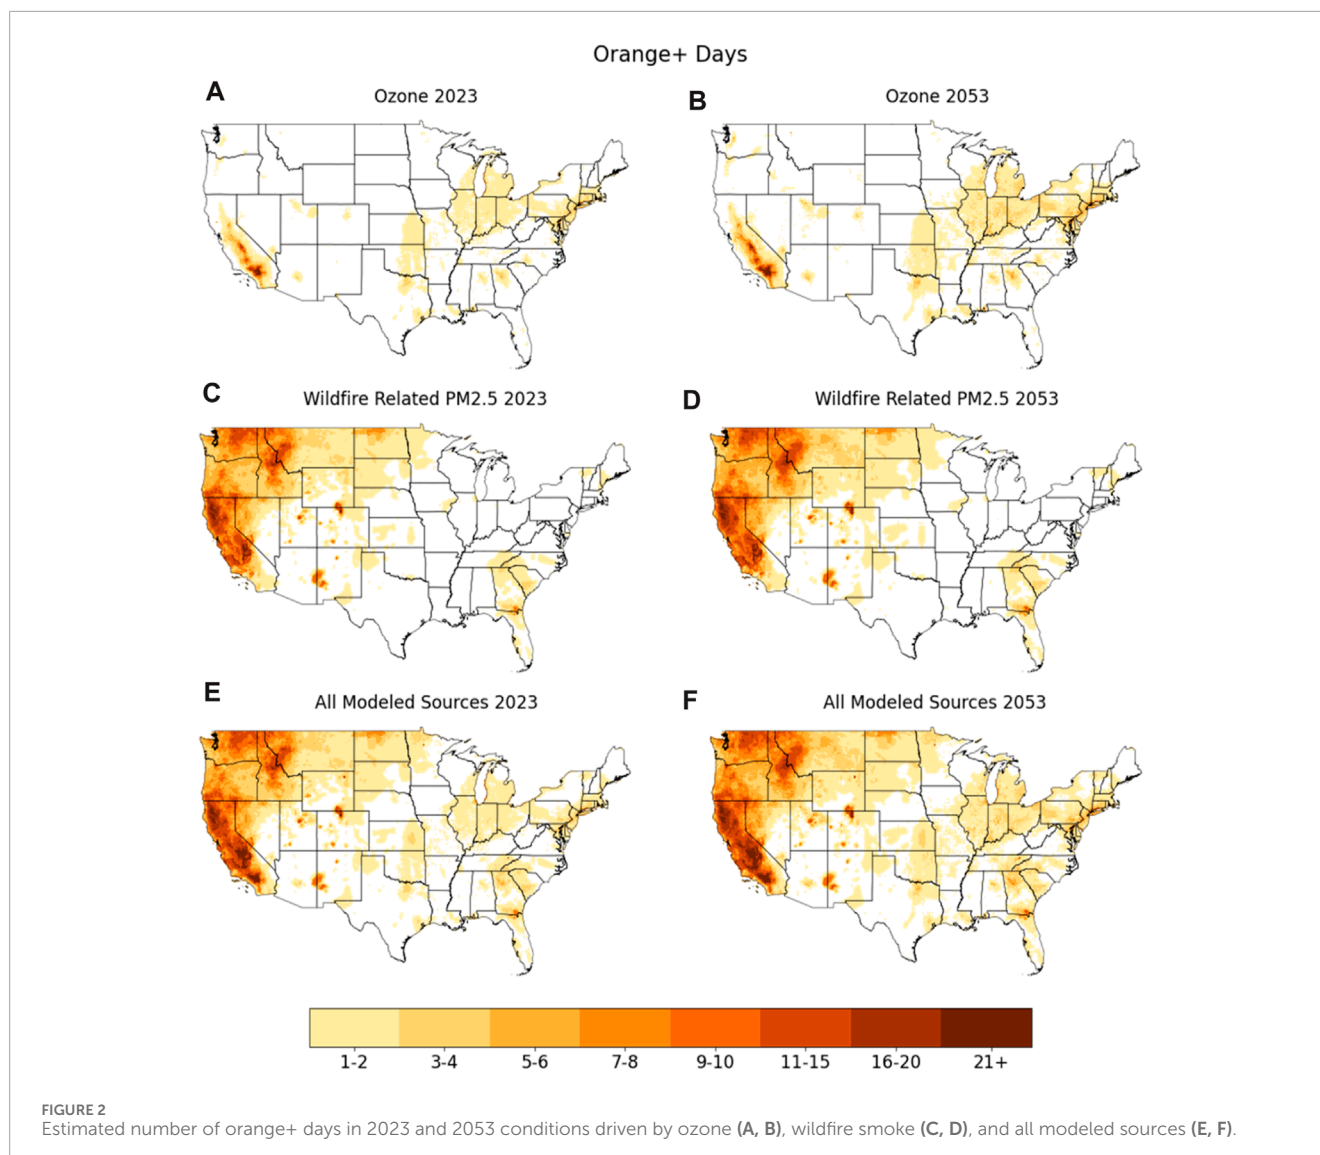 Orange+ Days
A
Ozone 2023
B
Ozone 2053
C
Wildfire Related PM2.5 2023
D
Wildfire Related PM2.5 2053
E
All Modeled Sources 2023
F
All Modeled Sources 2053
1-2 3-4 5-6 7-8 9-10 11-15 16-20 21+
FIGURE 2
Estimated number of orange+ days in 2023 and 2053 conditions driven by ozone (A, B), wildfire smoke (C, D), and all modeled sources (E, F).